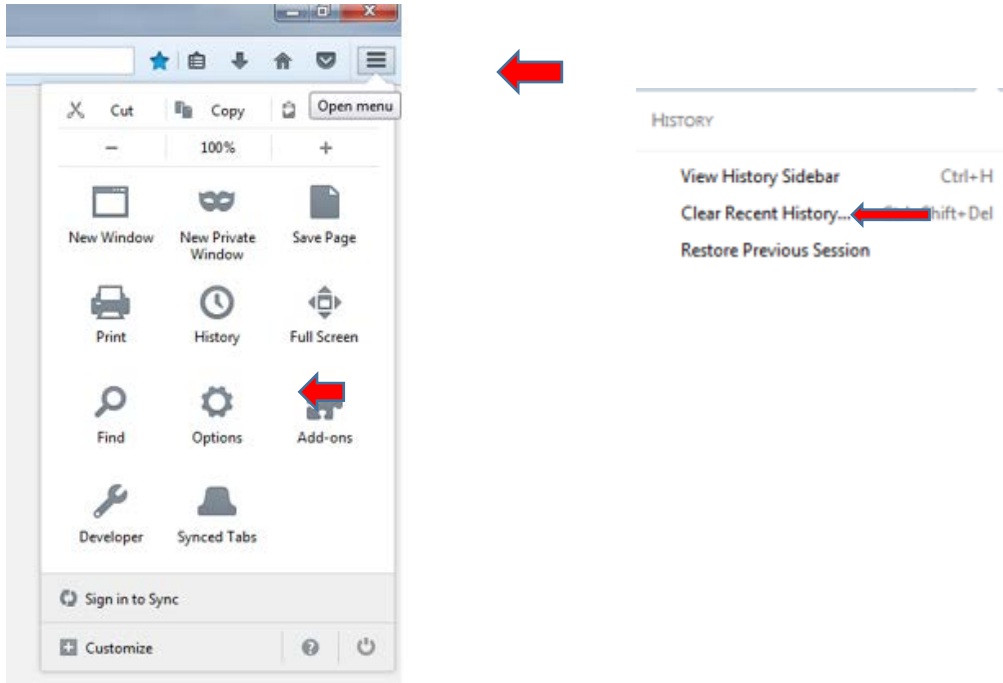 Cut Copy Open menu
100%
New Window New Private Window Save Page
Print History Full Screen
Find Options Add-ons
Developer Synced Tabs
Sign in to Sync
Customize
HISTORY
View History Sidebar Ctrl+H
Clear Recent History... Shift+Del
Restore Previous Session